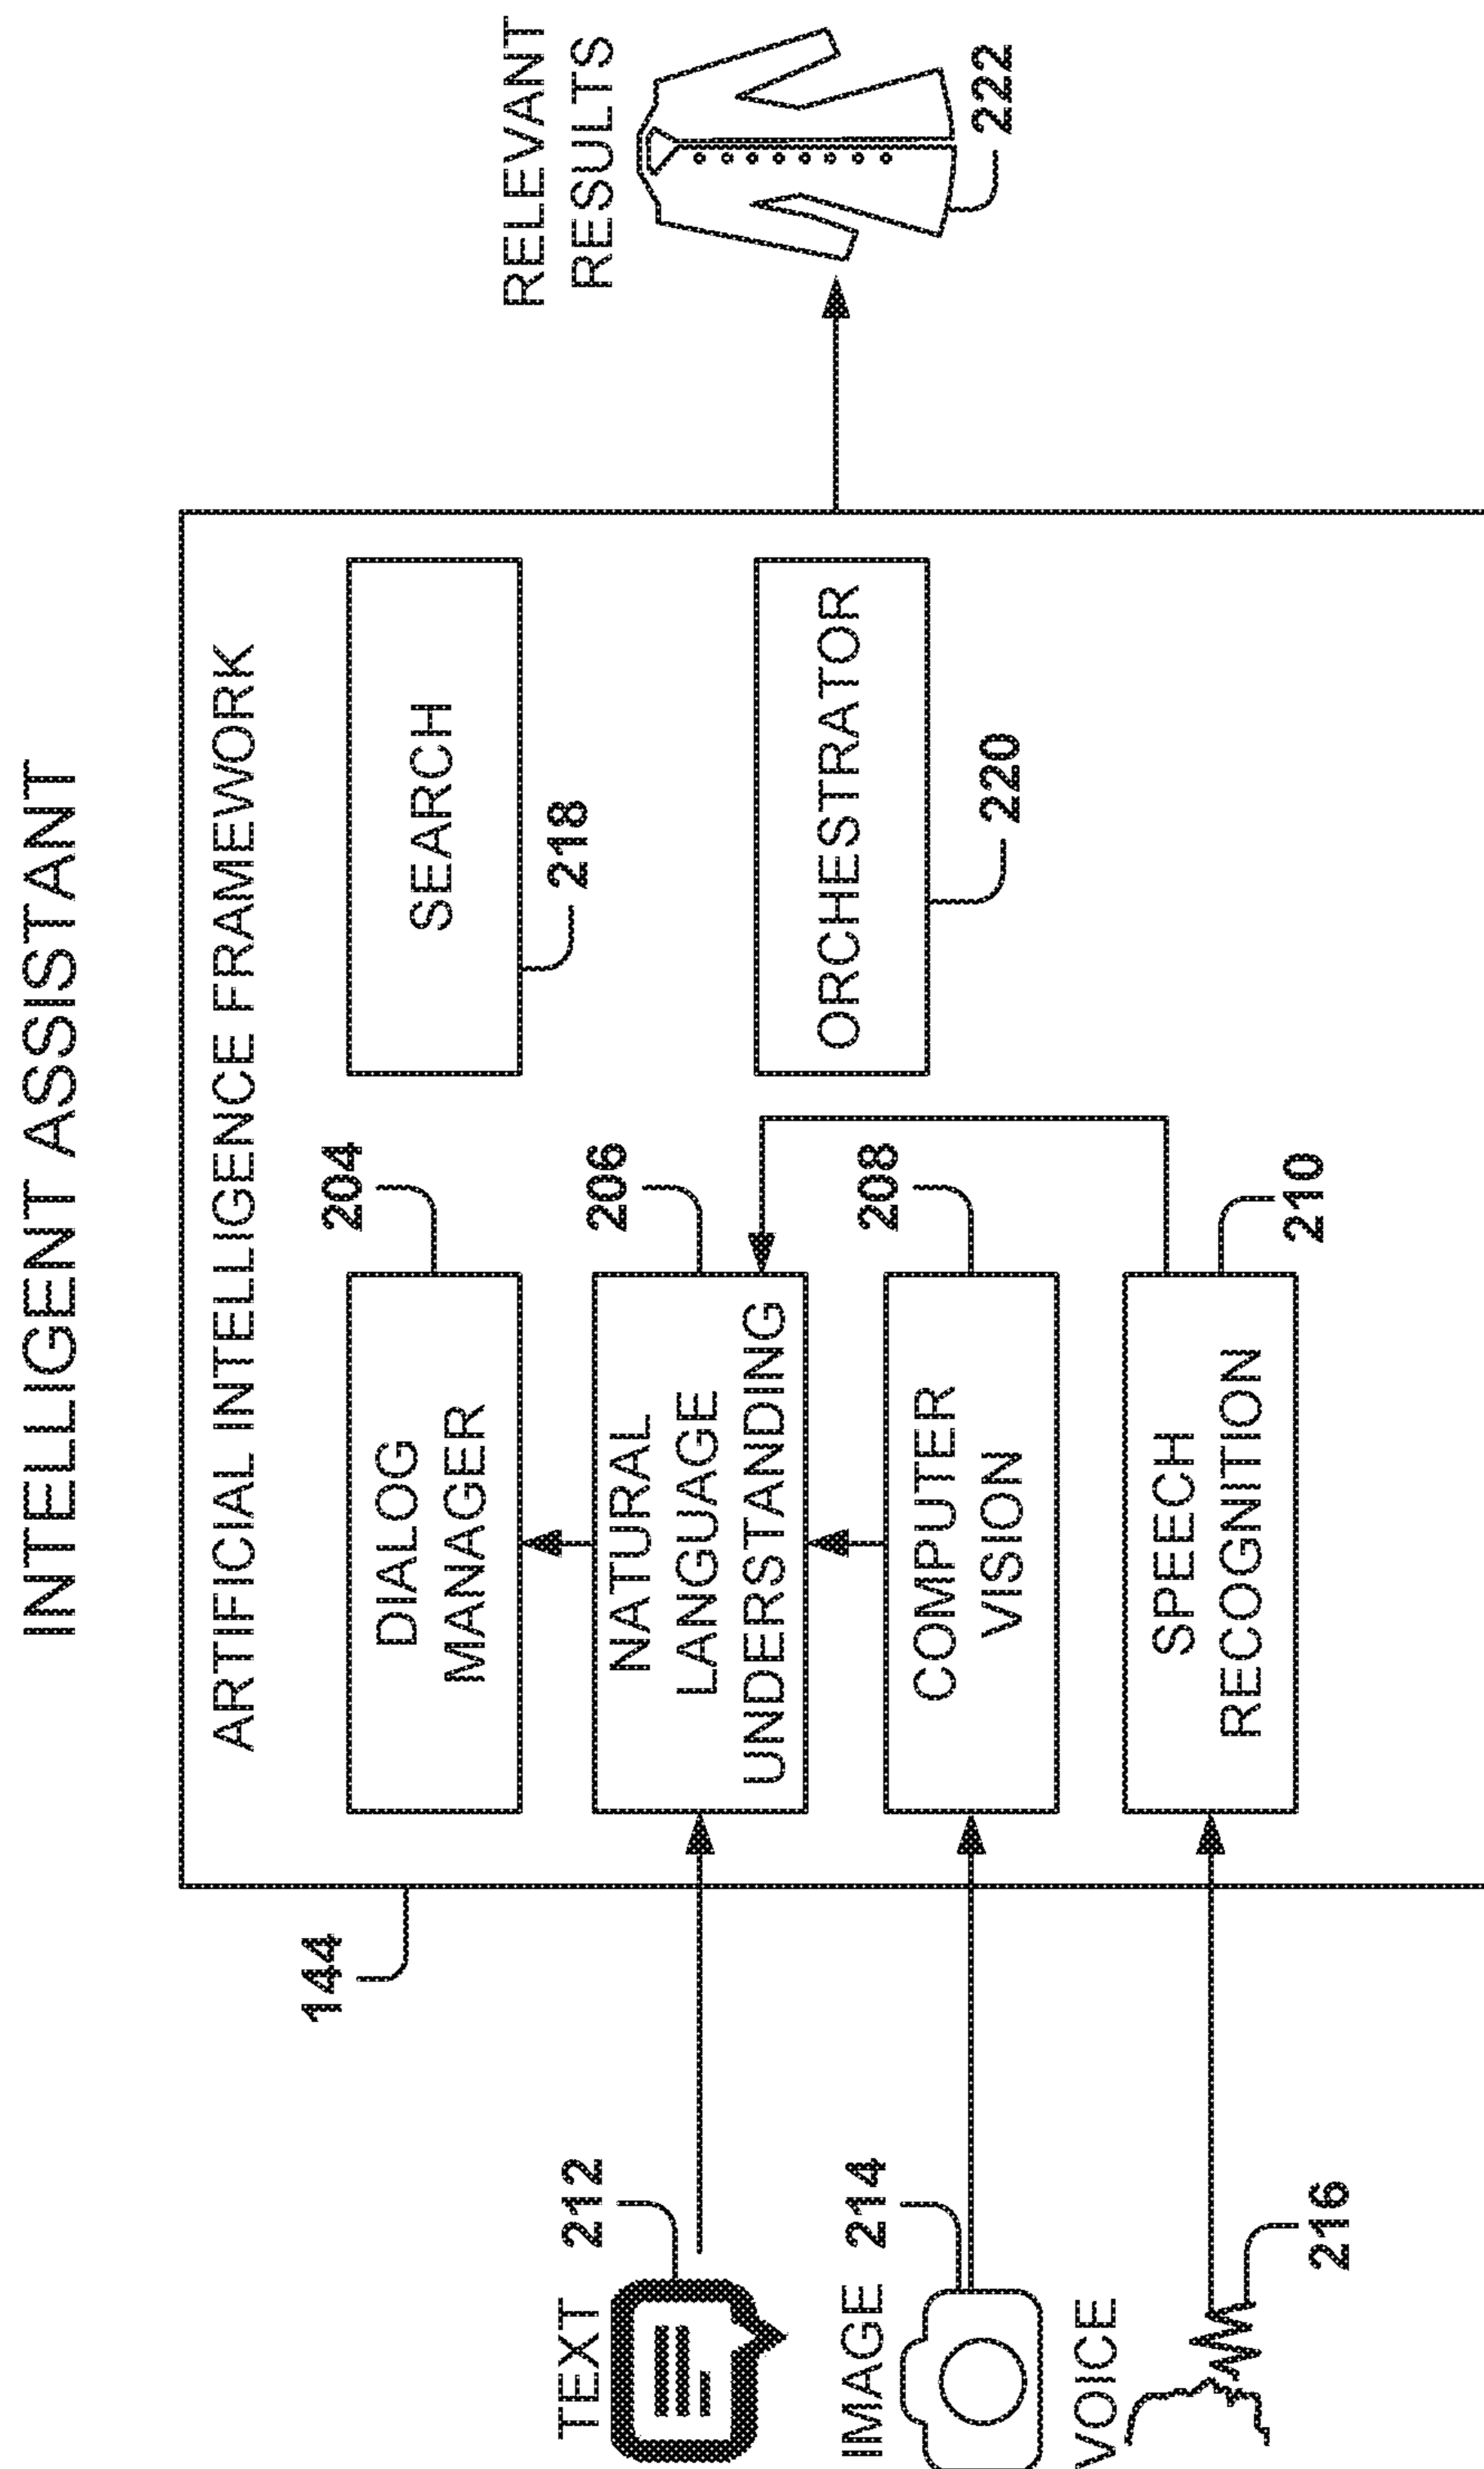 INTELLIGENT ASSISTANT
144
ARTIFICIAL INTELLIGENCE FRAMEWORK
TEXT
212
IMAGE
214
VOICE
216
DIALOG
MANAGER
204
NATURAL
LANGUAGE
UNDERSTANDING
206
COMPUTER
VISION
208
SPEECH
RECOGNITION
210
SEARCH
218
ORCHESTRATOR
220
RELEVANT
RESULTS
222